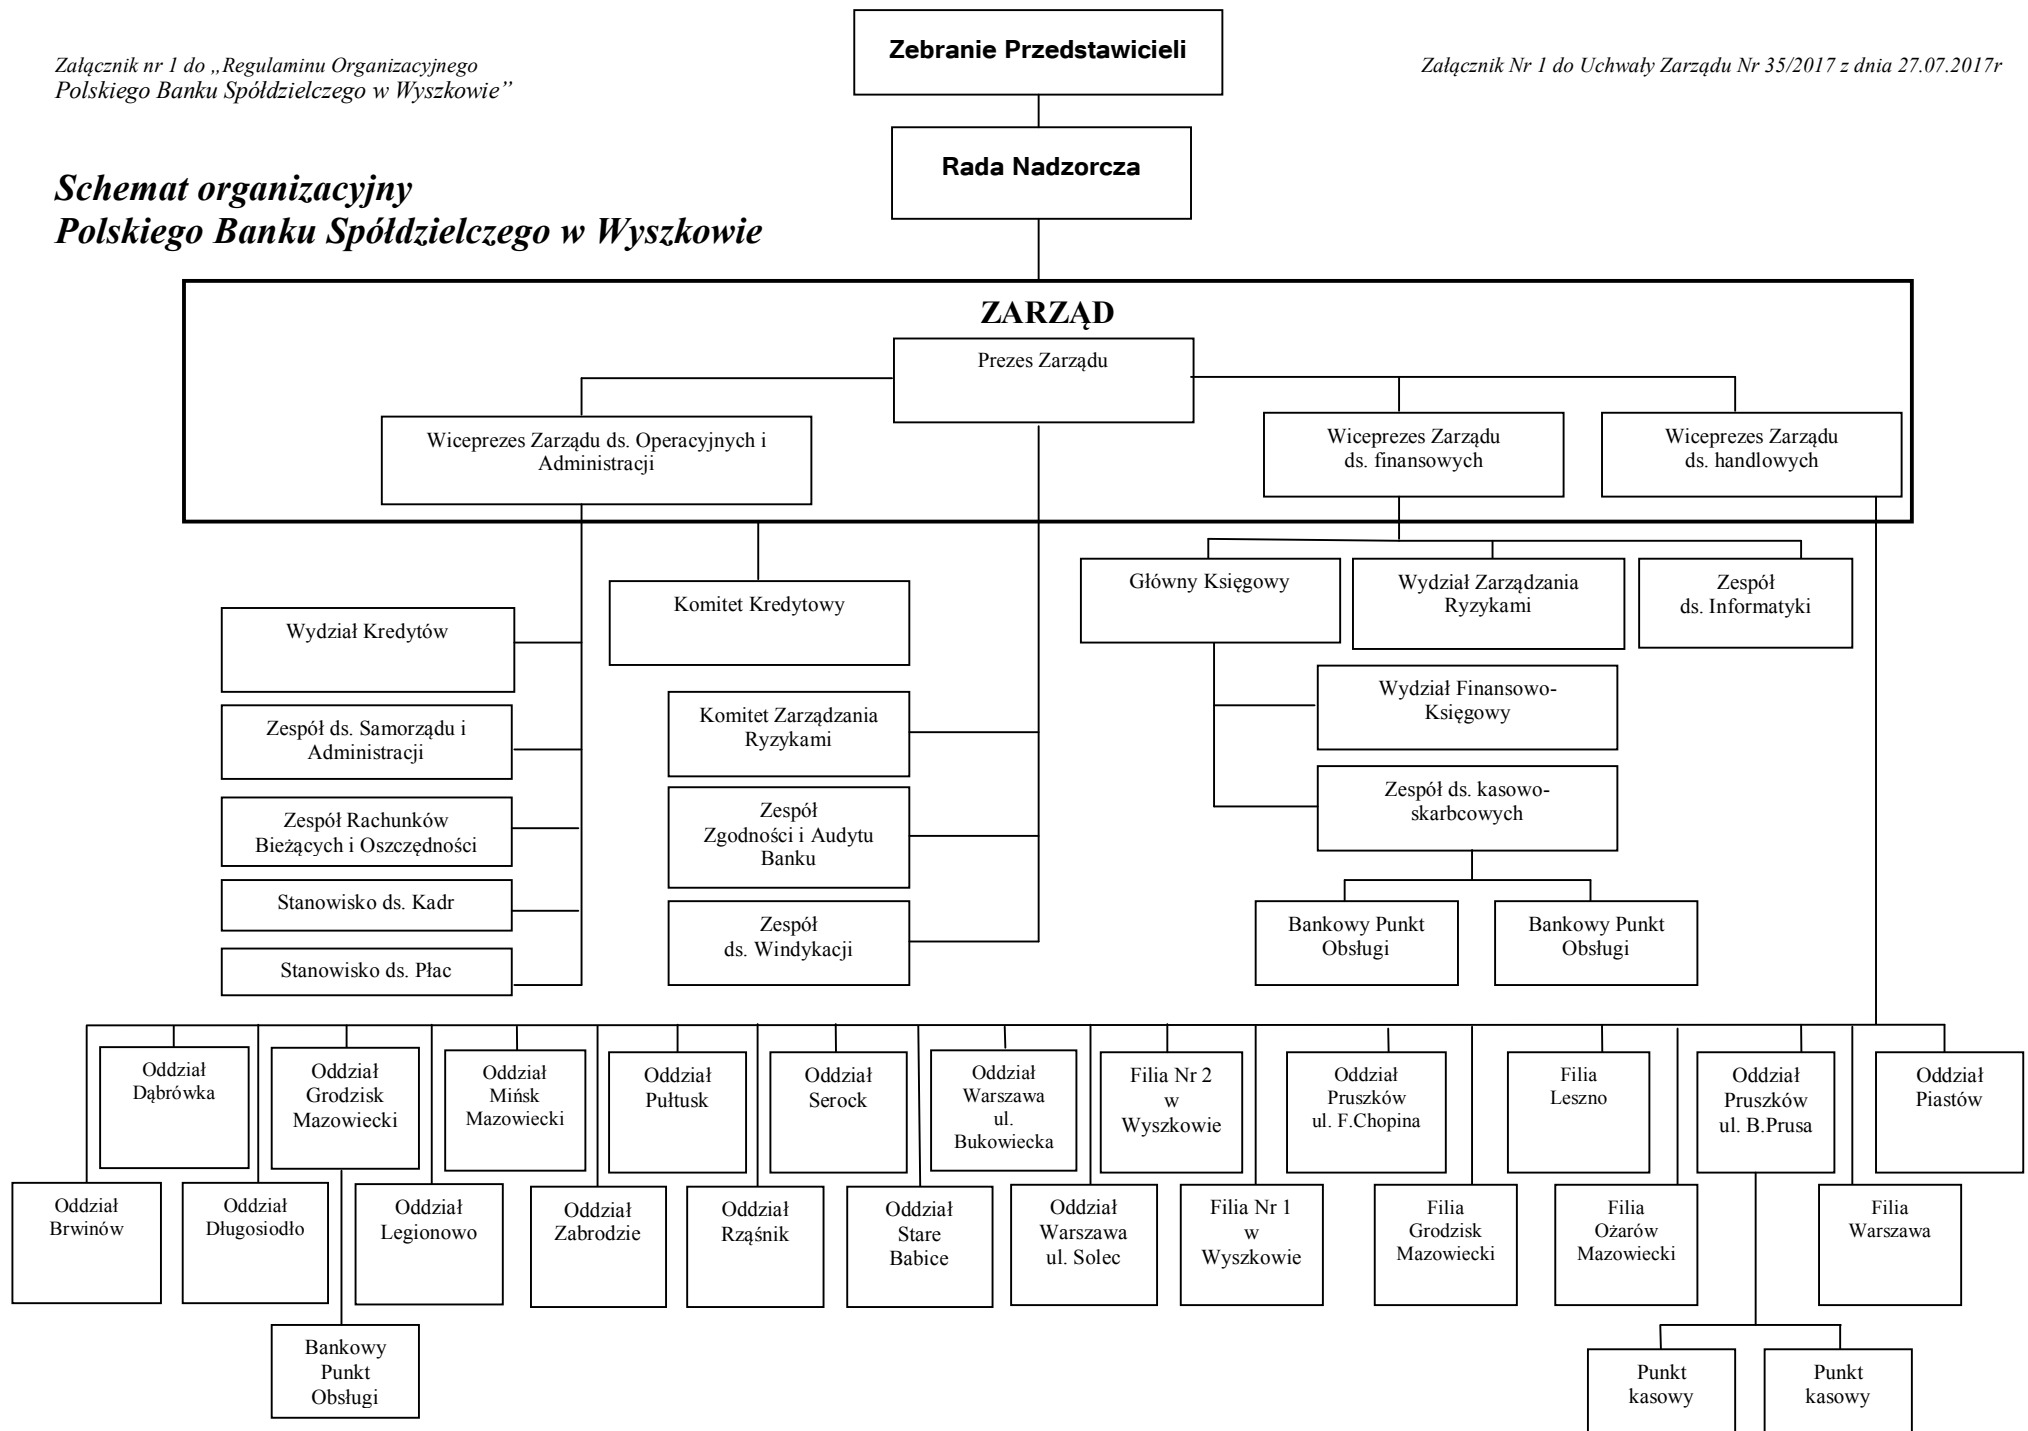 Zebranie Przedstawicieli
Załącznik nr 1 do „Regulaminu Organizacyjnego
Polskiego Banku Spółdzielczego w Wyszkowie”
Załącznik Nr 1 do Uchwały Zarządu Nr 35/2017 z dnia 27.07.2017r
Rada Nadzorcza
Schemat organizacyjny
Polskiego Banku Spółdzielczego w Wyszkowie
ZARZĄD
Prezes Zarządu
Wiceprezes Zarządu ds. Operacyjnych i
Administracji
Wiceprezes Zarządu
ds. finansowych
Wiceprezes Zarządu
ds. handlowych
Komitet Kredytowy
Główny Księgowy
Wydział Zarządzania
Ryzykami
Zespół
ds. Informatyki
Wydział Kredytów
Wydział Finansowo-
Księgowy
Zespół ds. Samorządu i
Administracji
Komitet Zarządzania
Ryzykami
Zespół ds. kasowo-
skarbcowych
Zespół Rachunków
Bieżących i Oszczędności
Zespół
Zgodności i Audytu
Banku
Stanowisko ds. Kadr
Zespół
ds. Windykacji
Bankowy Punkt
Obsługi
Bankowy Punkt
Obsługi
Stanowisko ds. Płac
Oddział
Dąbrówka
Oddział
Grodzisk
Mazowiecki
Oddział
Mińsk
Mazowiecki
Oddział
Pułtusk
Oddział
Serock
Oddział
Warszawa
ul.
Bukowiecka
Filia Nr 2
w
Wyszkowie
Oddział
Pruszków
ul. F.Chopina
Filia
Leszno
Oddział
Pruszków
ul. B.Prusa
Oddział
Piastów
Oddział
Brwinów
Oddział
Długosiodło
Oddział
Legionowo
Oddział
Zabrodzie
Oddział
Rząśnik
Oddział
Stare
Babice
Oddział
Warszawa
ul. Solec
Filia Nr 1
w
Wyszkowie
Filia
Grodzisk
Mazowiecki
Filia
Ożarów
Mazowiecki
Filia
Warszawa
Bankowy
Punkt
Obsługi
Punkt
kasowy
Punkt
kasowy